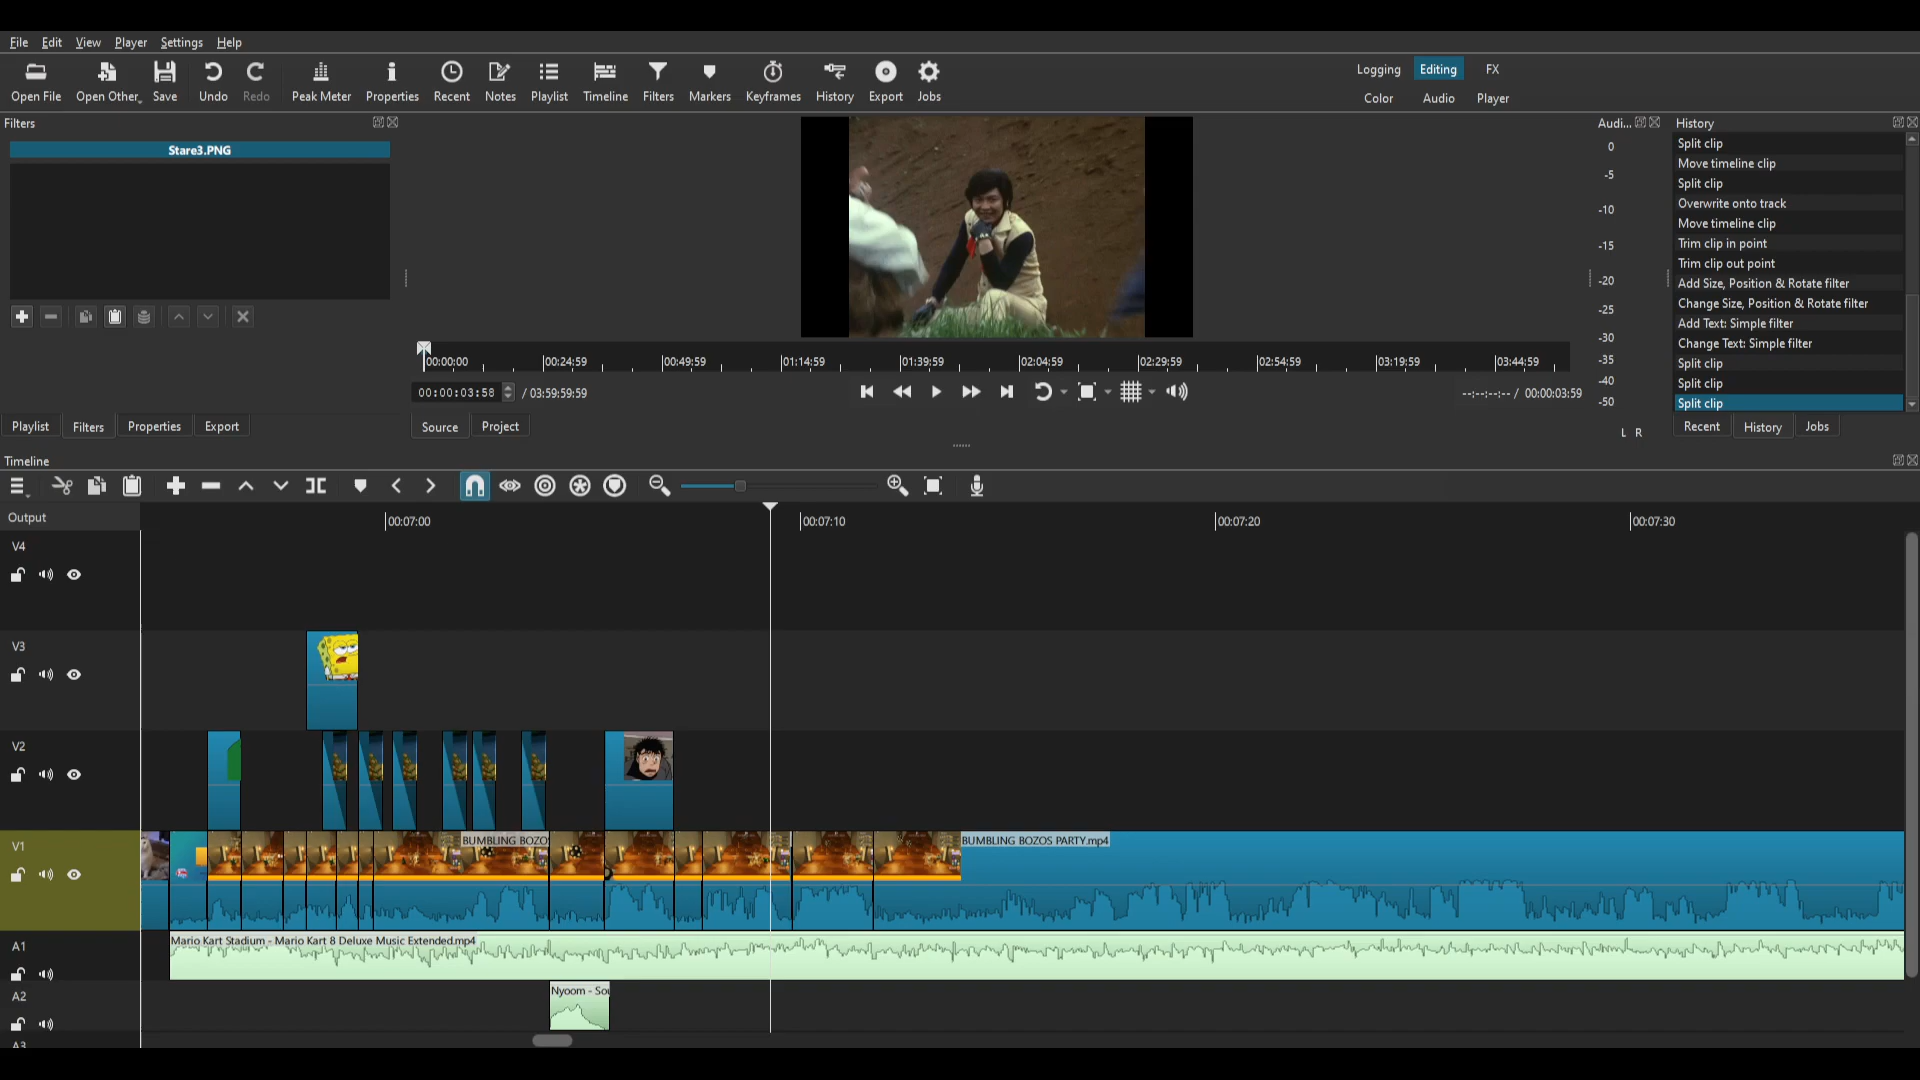 File Edit View Player Settings Help
Open File Open Other Save Undo Redo Peak Meter Properties Recent Notes Playlist Timeline Filters Markers Keyframes History Export Jobs
Logging Editing FX
Color Audio Player
Filters
Stare3.PNG
Audi...
0
-5
-10
-15
-20
-25
-30
-35
-40
-50
L R
History
Split clip
Move timeline clip
Split clip
Overwrite onto track
Move timeline clip
Trim clip in point
Trim clip out point
Add Size, Position & Rotate filter
Change Size, Position & Rotate filter
Add Text: Simple filter
Change Text: Simple filter
Split clip
Split clip
Split clip
00:00:00 00:24:59 00:49:59 01:14:59 01:39:59 02:04:59 02:29:59 02:54:59 03:19:59 03:44:59
00:00:03:58 / 03:59:59:59
--:--:--:-- / 00:00:03:59
Playlist Filters Properties Export
Source Project
Recent History Jobs
Timeline
Output
00:07:00 00:07:10 00:07:20 00:07:30
V4
V3
V2
V1
BUMBLING BOZOS
BUMBLING BOZOS PARTY.mp4
A1
Mario Kart Stadium - Mario Kart 8 Deluxe Music Extended.mp4
A2
Nyoom - Sou
A3